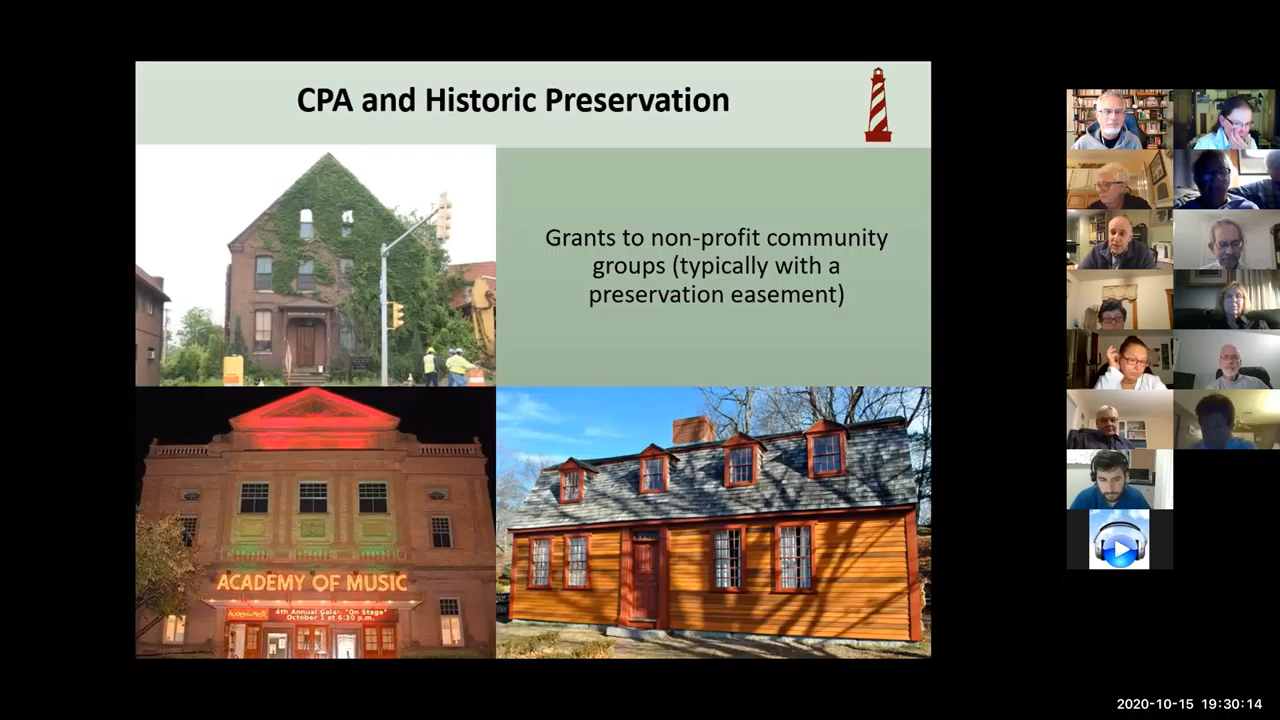 CPA and Historic Preservation
Grants to non-profit community
groups (typically with a
preservation easement)
ACADEMY OF MUSIC
4th Annual Gala: "On Stage"
October 1 at 6:30 p.m.
2020-10-15 19:30:14